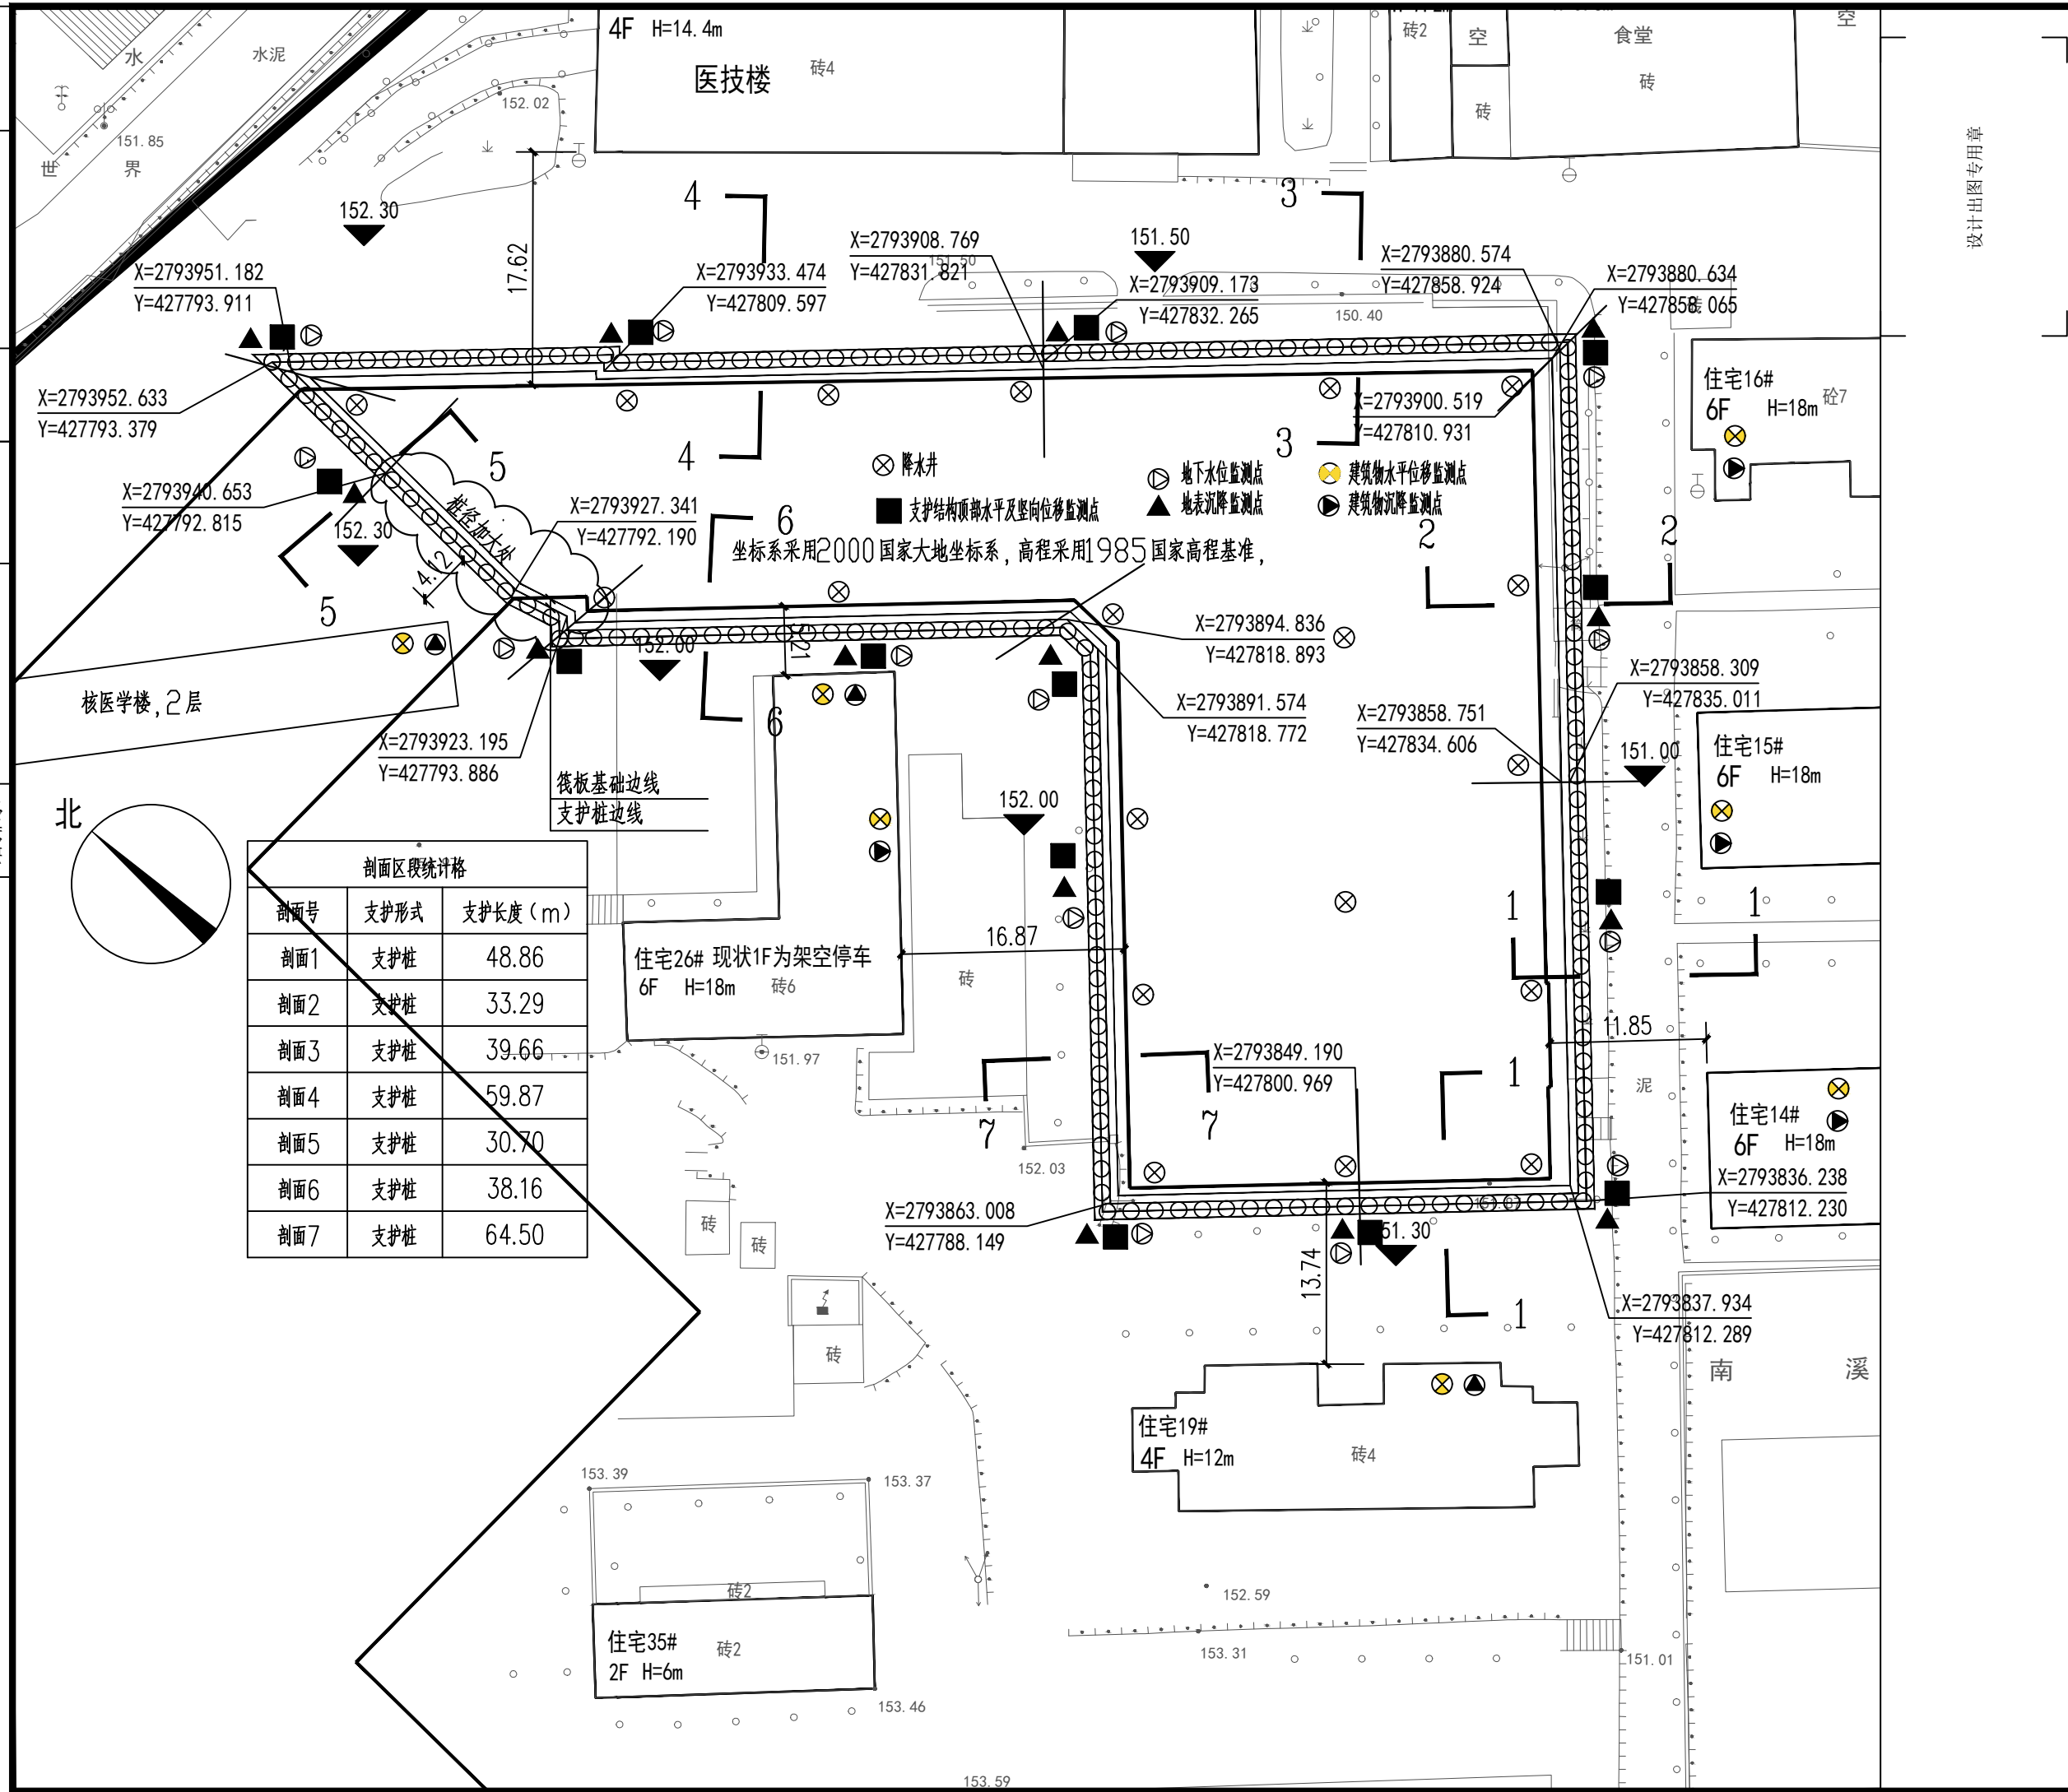 4F H=14.4m
医技楼
砖4
砖2
空
食堂
空
砖
砖
水
水泥
151.85
世
界
152.02
设计出图专用章
152.30
17.62
4
3
151.50
151.50
X=2793951.182
Y=427793.911
X=2793933.474
Y=427809.597
X=2793908.769
Y=427831.821
X=2793909.173
Y=427832.265
X=2793880.574
Y=427858.924
X=2793880.634
Y=427858.065
150.40
X=2793952.633
Y=427793.379
X=2793900.519
Y=427810.931
住宅16#
6F H=18m
砼7
5
4
3
降水井
地下水位监测点
建筑物水平位移监测点
支护结构顶部水平及竖向位移监测点
地表沉降监测点
建筑物沉降监测点
X=2793940.653
Y=427792.815
152.30
桩径加大处
X=2793927.341
Y=427792.190
6
坐标系采用2000国家大地坐标系,高程采用1985国家高程基准,
2
2
4.12
5
152.00
X=2793894.836
Y=427818.893
X=2793858.309
Y=427835.011
核医学楼,2层
6
X=2793891.574
Y=427818.772
X=2793858.751
Y=427834.606
151.00
住宅15#
6F H=18m
X=2793923.195
Y=427793.886
筏板基础边线
支护桩边线
152.00
北
剖面区段统计格
剖面号 支护形式 支护长度(m)
剖面1 支护桩 48.86
剖面2 支护桩 33.29
剖面3 支护桩 39.66
剖面4 支护桩 59.87
剖面5 支护桩 30.70
剖面6 支护桩 38.16
剖面7 支护桩 64.50
1
1
住宅26# 现状1F为架空停车
6F H=18m
砖6
16.87
砖
151.97
11.85
X=2793849.190
Y=427800.969
1
泥
7
7
152.03
住宅14#
6F H=18m
X=2793836.238
Y=427812.230
X=2793863.008
Y=427788.149
砖
砖
13.74
1
X=2793837.934
Y=427812.289
砖
南
溪
住宅19#
4F H=12m
砖4
153.39
153.37
砖2
152.59
住宅35#
2F H=6m
砖2
153.31
151.01
153.46
153.59